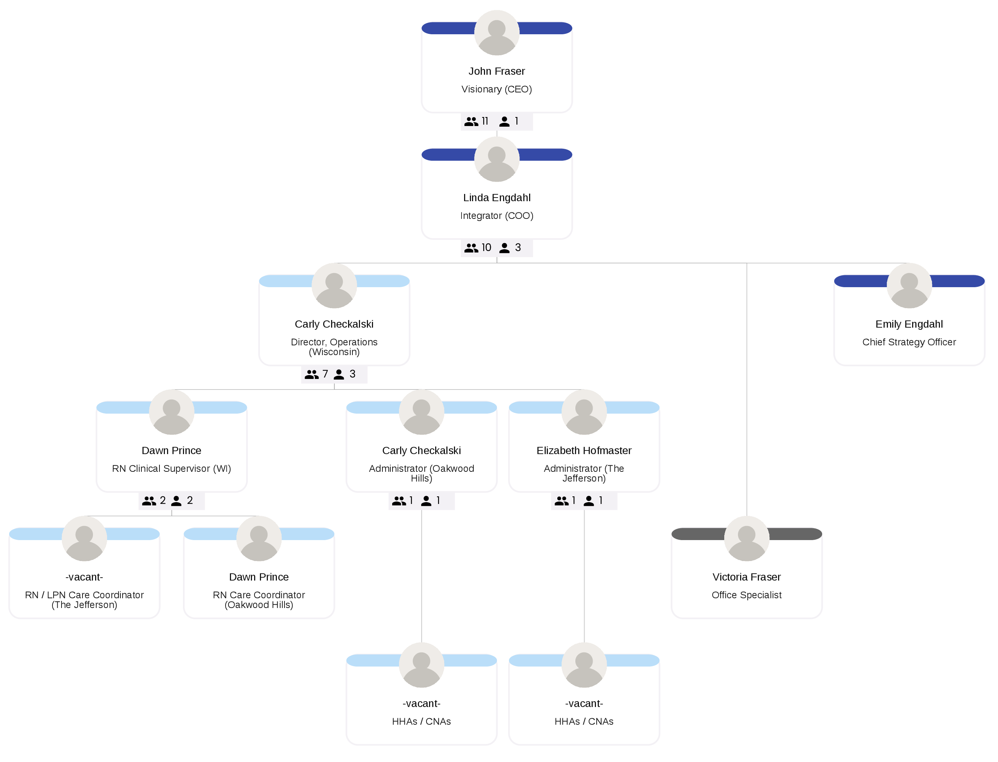 John Fraser
Visionary (CEO)
11 1
Linda Engdahl
Integrator (COO)
10 3
Carly Checkalski
Director, Operations
(Wisconsin)
7 3
Emily Engdahl
Chief Strategy Officer
Dawn Prince
RN Clinical Supervisor (WI)
2 2
Carly Checkalski
Administrator (Oakwood
Hills)
1 1
Elizabeth Hofmaster
Administrator (The
Jefferson)
1 1
-vacant-
RN / LPN Care Coordinator
(The Jefferson)
Dawn Prince
RN Care Coordinator
(Oakwood Hills)
Victoria Fraser
Office Specialist
-vacant-
HHAs / CNAs
-vacant-
HHAs / CNAs